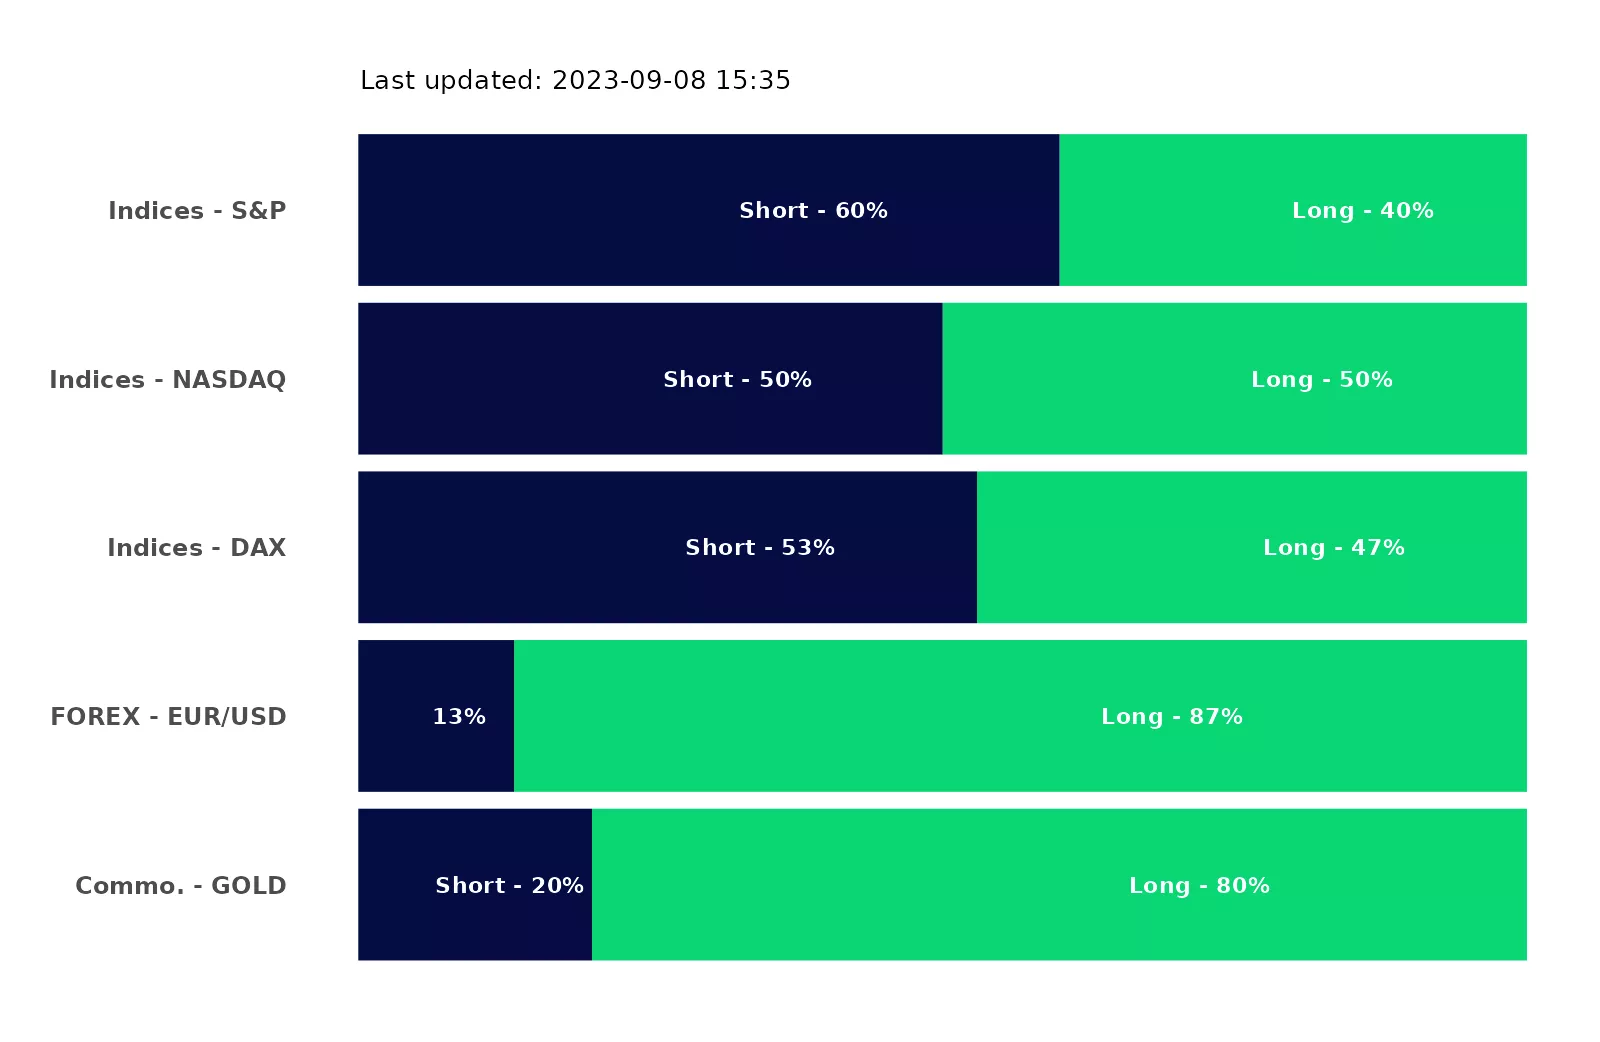 Last updated: 2023-09-08 15:35
Indices - S&P Short - 60% Long - 40%
Indices - NASDAQ Short - 50% Long - 50%
Indices - DAX Short - 53% Long - 47%
FOREX - EUR/USD 13% Long - 87%
Commo. - GOLD Short - 20% Long - 80%